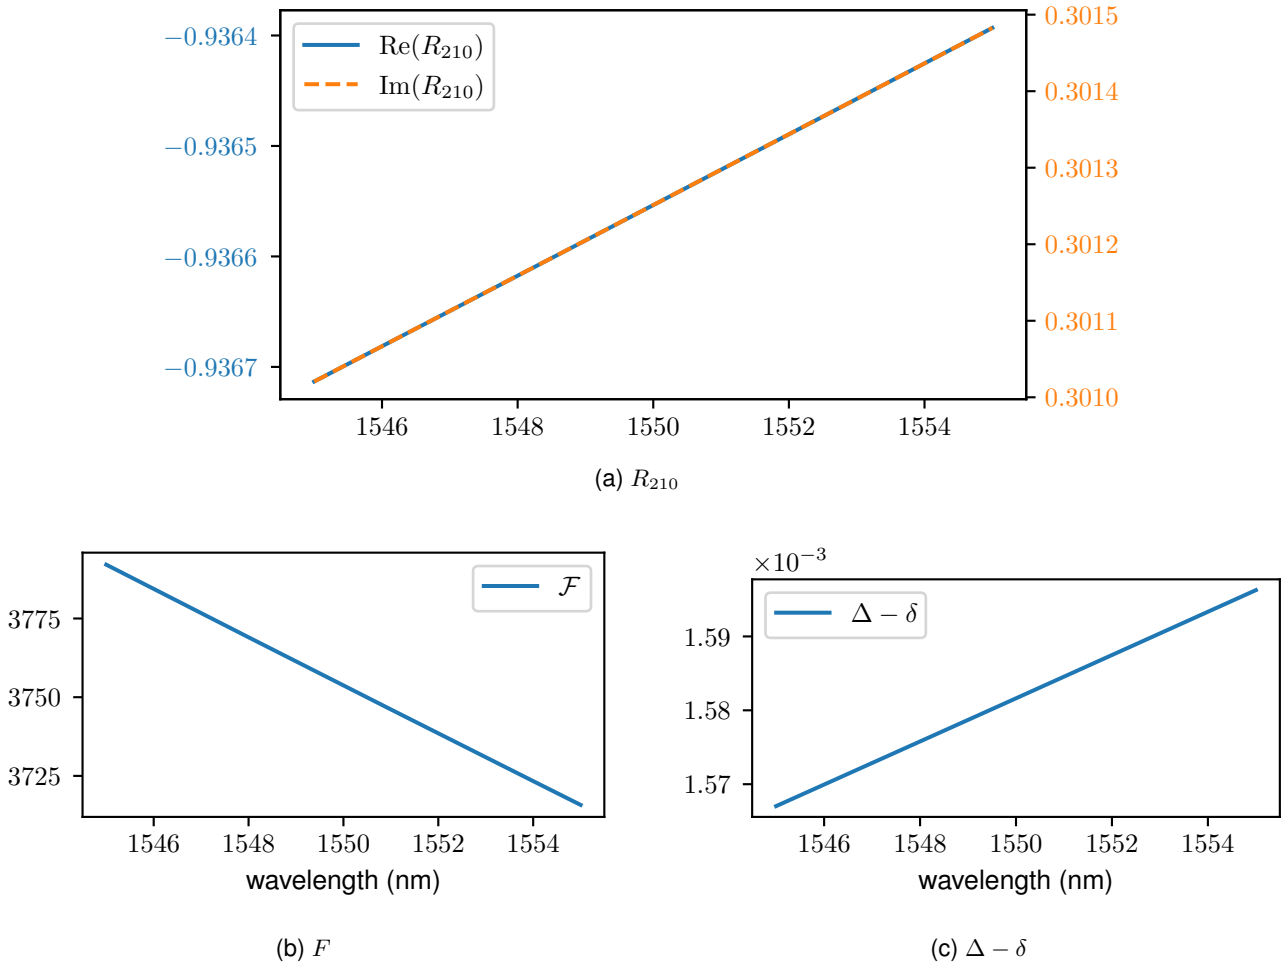 −0.9364
−0.9365
−0.9366
−0.9367
Re(R₂₁₀)
Im(R₂₁₀)
0.3015
0.3014
0.3013
0.3012
0.3011
0.3010
1546 1548 1550 1552 1554
(a) R₂₁₀
3775
3750
3725
ℱ
1546 1548 1550 1552 1554
wavelength (nm)
(b) F
×10⁻³
1.59
1.58
1.57
Δ − δ
1546 1548 1550 1552 1554
wavelength (nm)
(c) Δ − δ